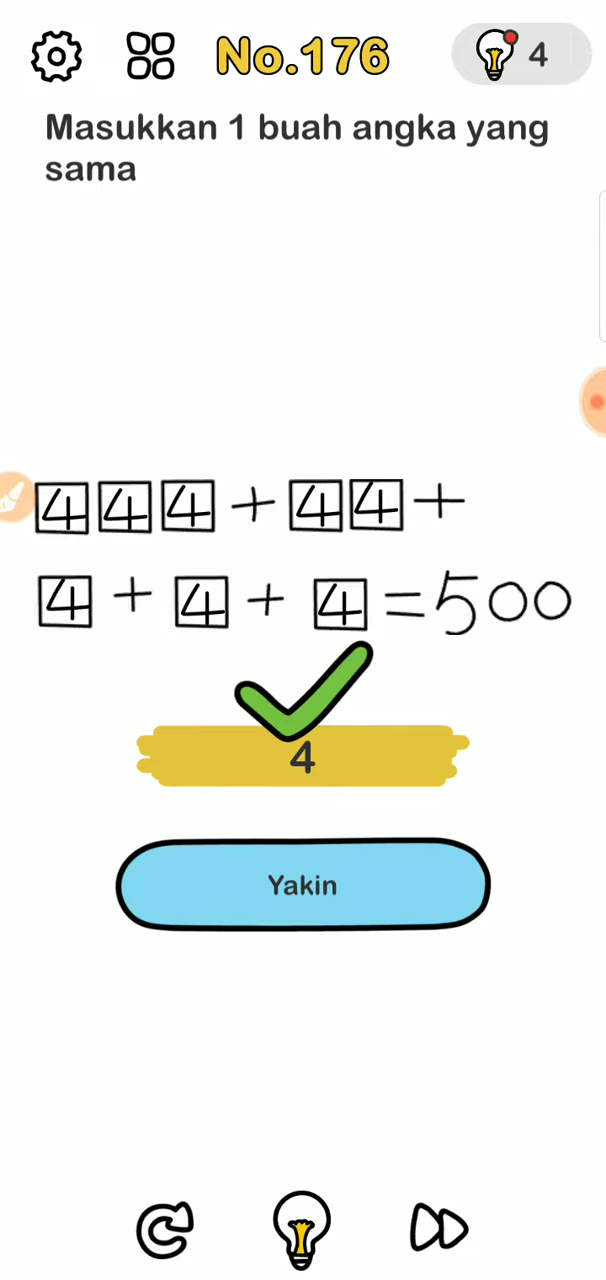 No.176
4
Masukkan 1 buah angka yang
sama
444 + 44 +
4 + 4 + 4 = 500
4
Yakin